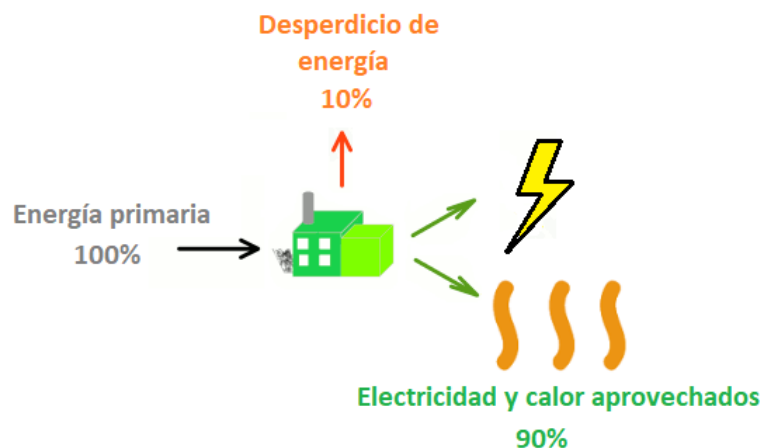 Desperdicio de
energía
10%
Energía primaria
100%
Electricidad y calor aprovechados
90%